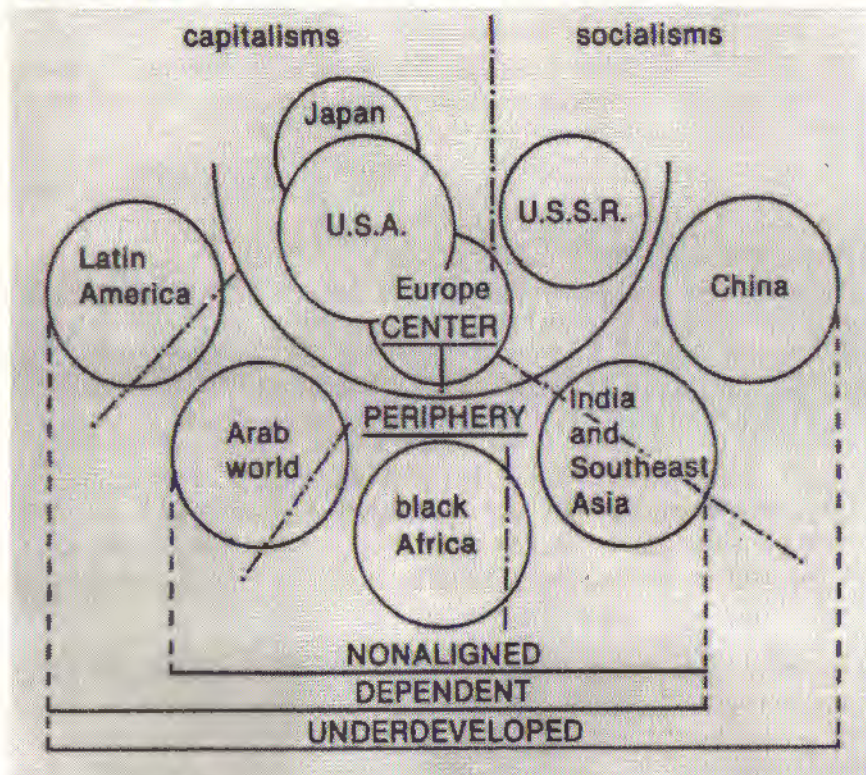 capitalisms
socialisms
Japan
U.S.A.
U.S.S.R.
Latin
America
Europe
CENTER
China
PERIPHERY
Arab
world
India
and
Southeast
Asia
black
Africa
NONALIGNED
DEPENDENT
UNDERDEVELOPED